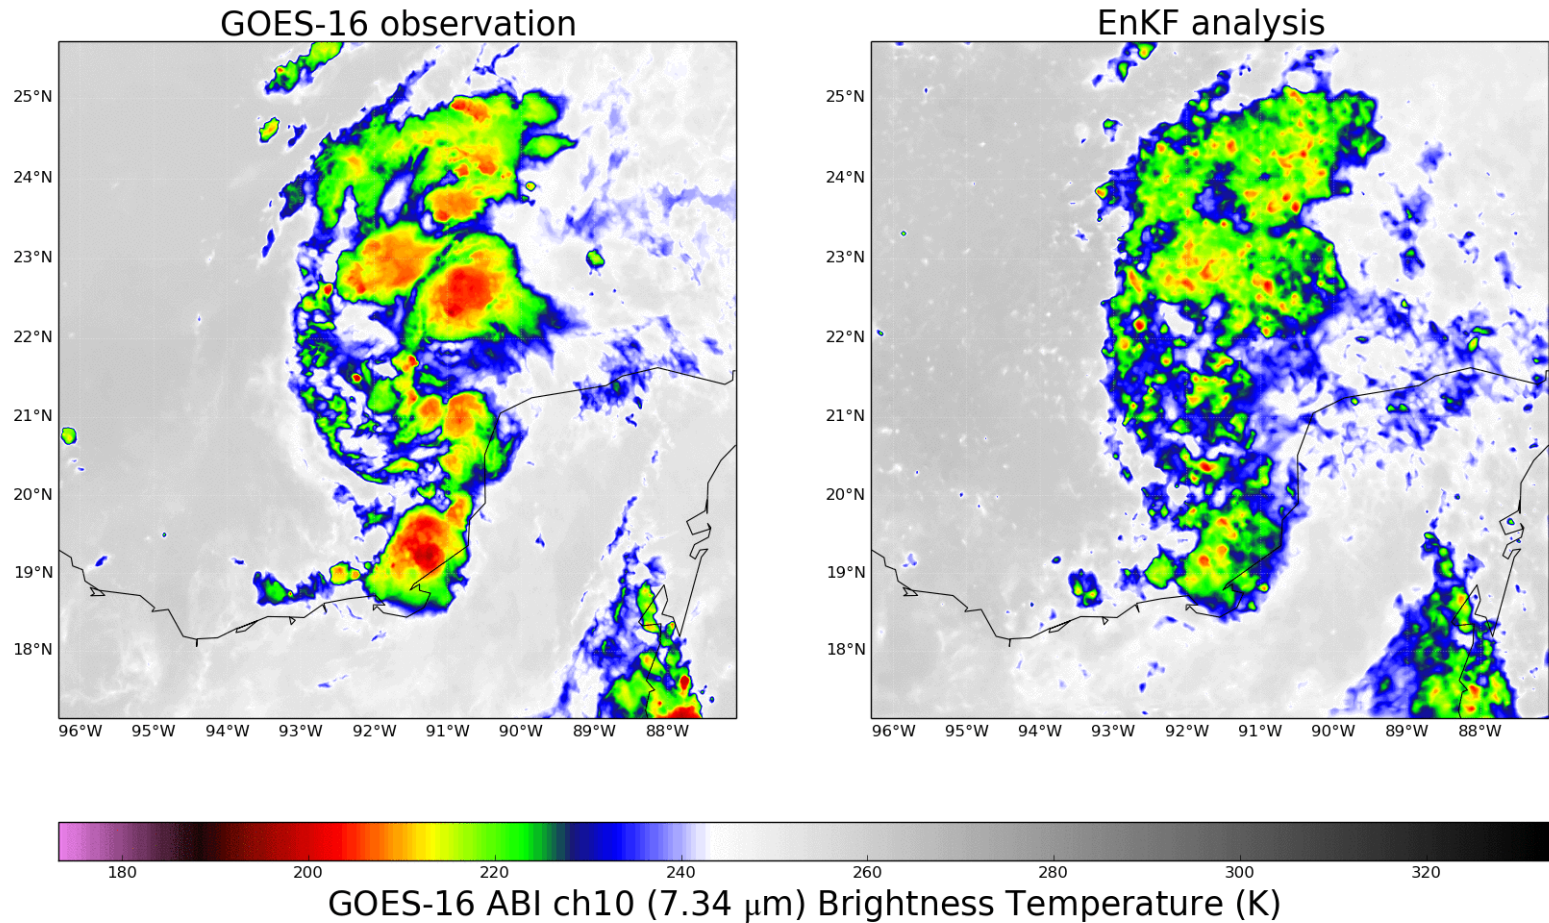 GOES-16 observation
EnKF analysis
25°N
24°N
23°N
22°N
21°N
20°N
19°N
18°N
96°W 95°W 94°W 93°W 92°W 91°W 90°W 89°W 88°W
25°N
24°N
23°N
22°N
21°N
20°N
19°N
18°N
96°W 95°W 94°W 93°W 92°W 91°W 90°W 89°W 88°W
180 200 220 240 260 280 300 320
GOES-16 ABI ch10 (7.34 μm) Brightness Temperature (K)